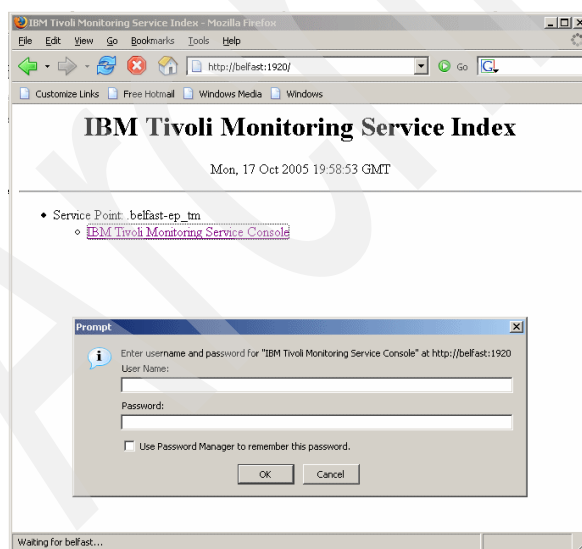 IBM Tivoli Monitoring Service Index - Mozilla Firefox
File Edit View Go Bookmarks Tools Help
http://belfast:1920/ Go G
Customize Links Free Hotmail Windows Media Windows
IBM Tivoli Monitoring Service Index
Mon, 17 Oct 2005 19:58:53 GMT
Service Point: .belfast-ep_tm
IBM Tivoli Monitoring Service Console
Prompt
Enter username and password for "IBM Tivoli Monitoring Service Console" at http://belfast:1920
User Name:
Password:
Use Password Manager to remember this password.
OK Cancel
Waiting for belfast...